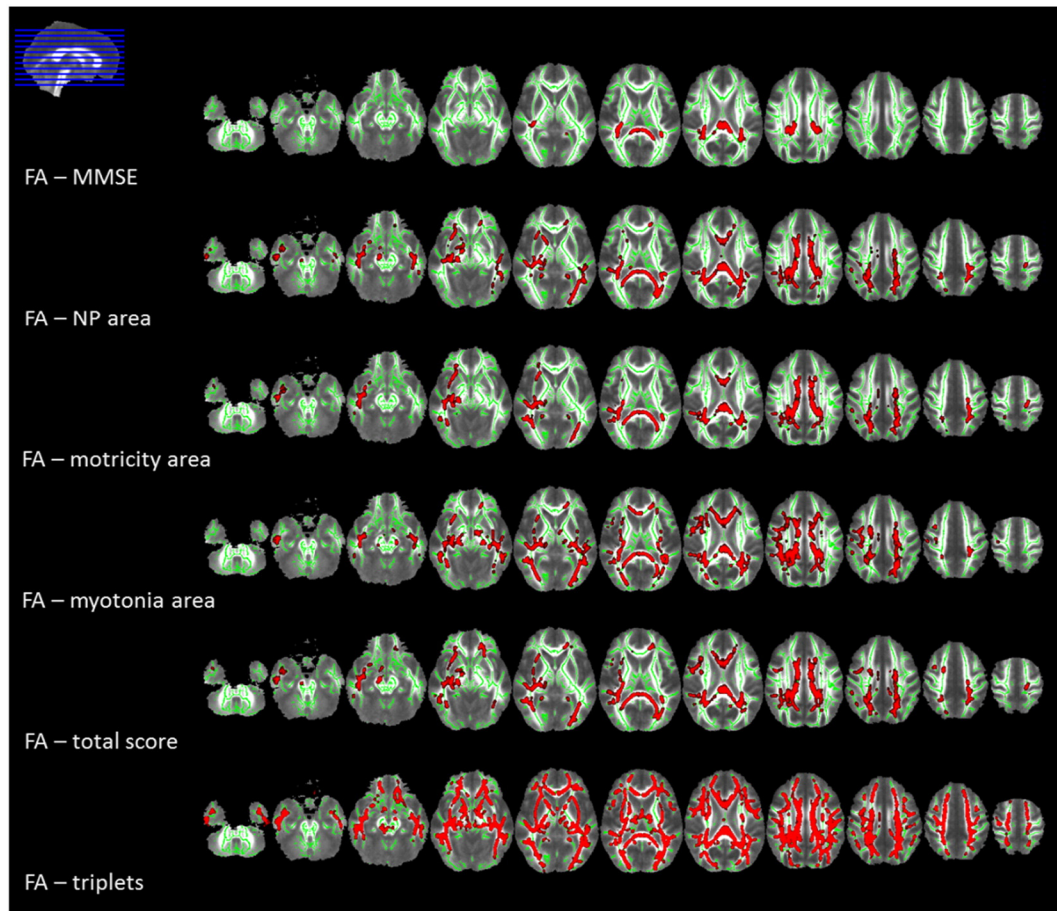 FA – MMSE
FA – NP area
FA – motricity area
FA – myotonia area
FA – total score
FA – triplets